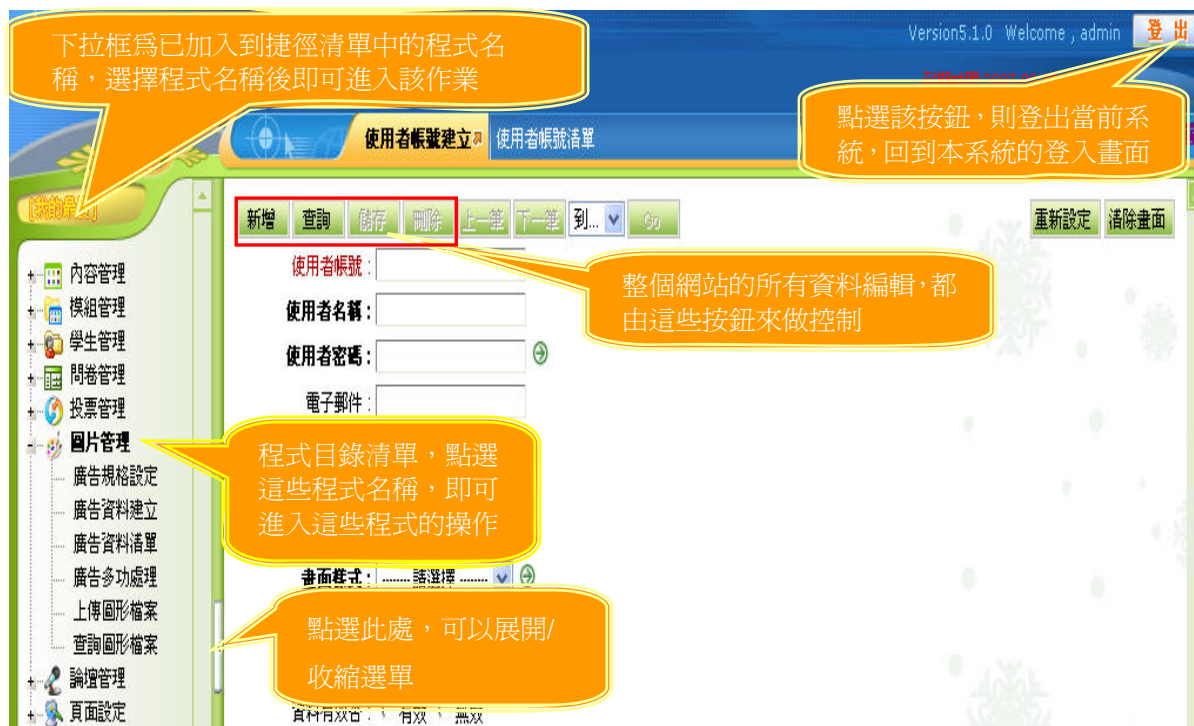 下拉框爲已加入到捷徑清單中的程式名
稱，選擇程式名稱後即可進入該作業
Version5.1.0 Welcome , admin
登 出
點選該按鈕，則登出當前系
統，回到本系統的登入畫面
使用者帳號建立
使用者帳號清單
[我的最愛]
新增 查詢 儲存 刪除 上一筆 下一筆 到... Go
重新設定 清除畫面
使用者帳號 :
整個網站的所有資料編輯，都
由這些按鈕來做控制
使用者名稱 :
使用者密碼 :
電子郵件 :
內容管理
模組管理
學生管理
問卷管理
投票管理
圖片管理
廣告規格設定
廣告資料建立
廣告資料清單
廣告多功處理
上傳圖形檔案
查詢圖形檔案
論壇管理
頁面設定
程式目錄清單，點選
這些程式名稱，即可
進入這些程式的操作
畫面樣式 : ------- 請選擇 -------
點選此處，可以展開/
收縮選單
資料有效否 : 有效 無效